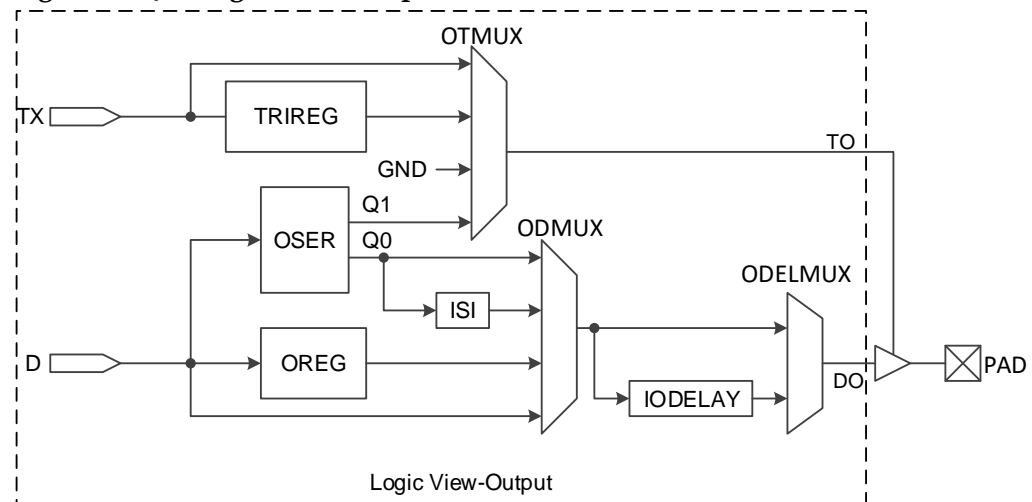 OTMUX
TX
TRIREG
TO
GND
Q1
ODMUX
OSER
Q0
ODELMUX
ISI
D
OREG
DO
PAD
IODELAY
Logic View-Output